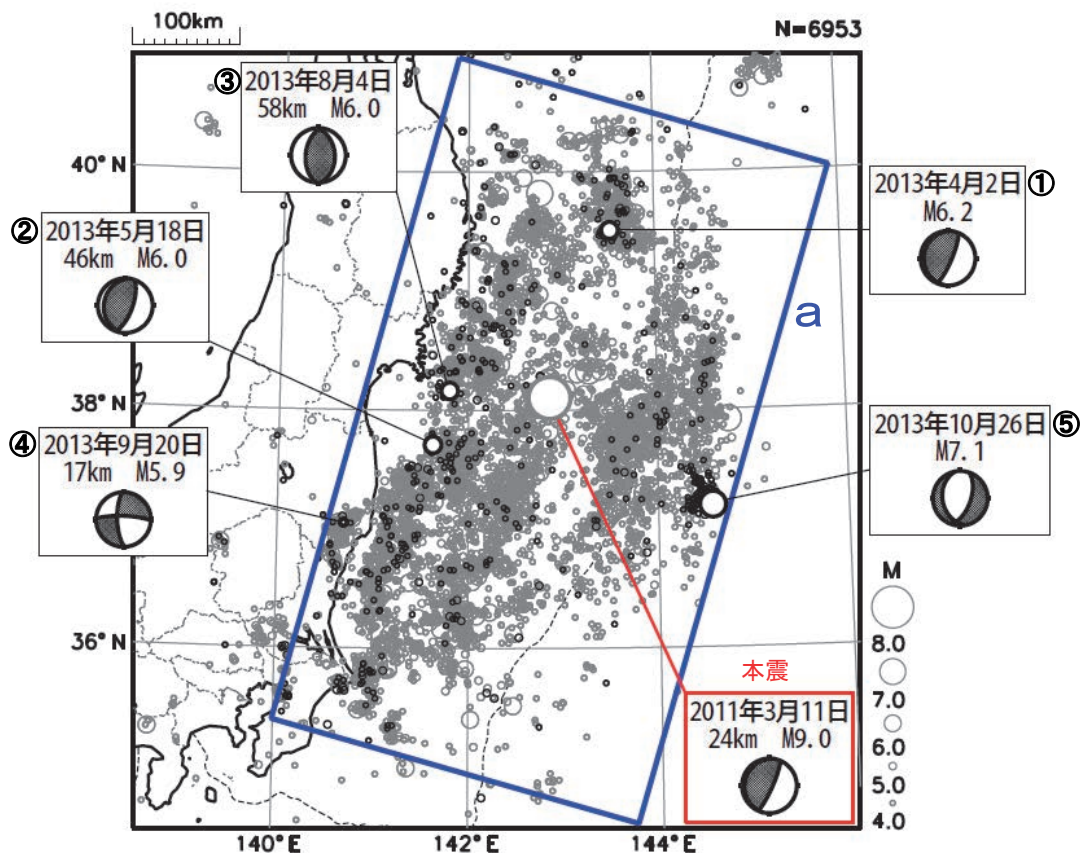 100km
N=6953
③
2013年8月4日
58km M6.0
40°N
2013年4月2日 ①
M6.2
② 2013年5月18日
46km M6.0
a
38°N
④ 2013年9月20日
17km M5.9
2013年10月26日 ⑤
M7.1
M
8.0
7.0
6.0
5.0
4.0
36°N
本震
2011年3月11日
24km M9.0
140°E
142°E
144°E